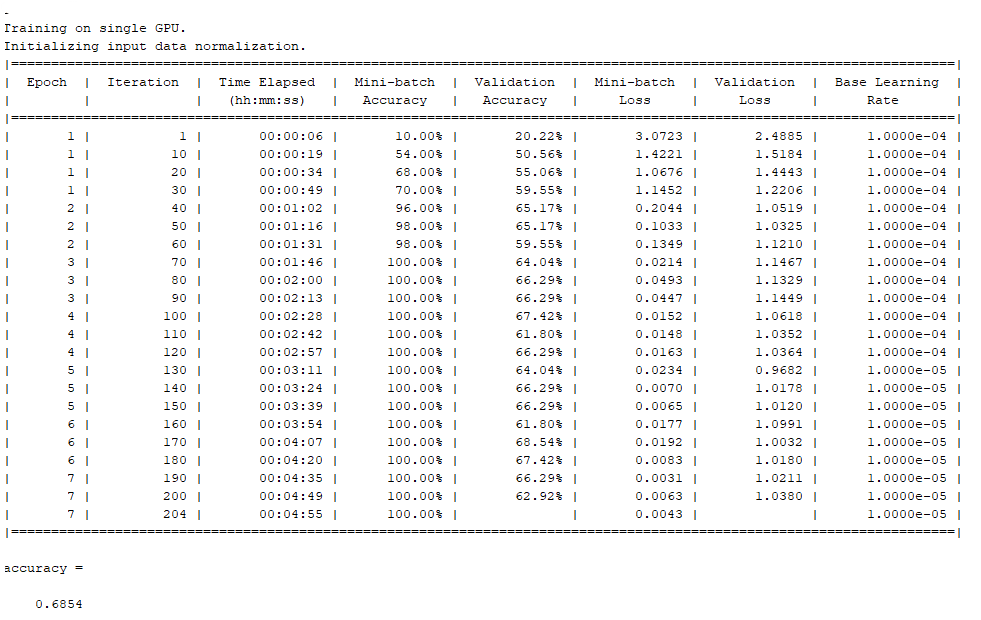 Training on single GPU.
Initializing input data normalization.
|======================================================================================================================|
| Epoch | Iteration | Time Elapsed | Mini-batch | Validation | Mini-batch | Validation | Base Learning |
| | | (hh:mm:ss) | Accuracy | Accuracy | Loss | Loss | Rate |
|======================================================================================================================|
| 1 | 1 | 00:00:06 | 10.00% | 20.22% | 3.0723 | 2.4885 | 1.0000e-04 |
| 1 | 10 | 00:00:19 | 54.00% | 50.56% | 1.4221 | 1.5184 | 1.0000e-04 |
| 1 | 20 | 00:00:34 | 68.00% | 55.06% | 1.0676 | 1.4443 | 1.0000e-04 |
| 1 | 30 | 00:00:49 | 70.00% | 59.55% | 1.1452 | 1.2206 | 1.0000e-04 |
| 2 | 40 | 00:01:02 | 96.00% | 65.17% | 0.2044 | 1.0519 | 1.0000e-04 |
| 2 | 50 | 00:01:16 | 98.00% | 65.17% | 0.1033 | 1.0325 | 1.0000e-04 |
| 2 | 60 | 00:01:31 | 98.00% | 59.55% | 0.1349 | 1.1210 | 1.0000e-04 |
| 3 | 70 | 00:01:46 | 100.00% | 64.04% | 0.0214 | 1.1467 | 1.0000e-04 |
| 3 | 80 | 00:02:00 | 100.00% | 66.29% | 0.0493 | 1.1329 | 1.0000e-04 |
| 3 | 90 | 00:02:13 | 100.00% | 66.29% | 0.0447 | 1.1449 | 1.0000e-04 |
| 4 | 100 | 00:02:28 | 100.00% | 67.42% | 0.0152 | 1.0618 | 1.0000e-04 |
| 4 | 110 | 00:02:42 | 100.00% | 61.80% | 0.0148 | 1.0352 | 1.0000e-04 |
| 4 | 120 | 00:02:57 | 100.00% | 66.29% | 0.0163 | 1.0364 | 1.0000e-04 |
| 5 | 130 | 00:03:11 | 100.00% | 64.04% | 0.0234 | 0.9682 | 1.0000e-05 |
| 5 | 140 | 00:03:24 | 100.00% | 66.29% | 0.0070 | 1.0178 | 1.0000e-05 |
| 5 | 150 | 00:03:39 | 100.00% | 66.29% | 0.0065 | 1.0120 | 1.0000e-05 |
| 6 | 160 | 00:03:54 | 100.00% | 61.80% | 0.0177 | 1.0991 | 1.0000e-05 |
| 6 | 170 | 00:04:07 | 100.00% | 68.54% | 0.0192 | 1.0032 | 1.0000e-05 |
| 6 | 180 | 00:04:20 | 100.00% | 67.42% | 0.0083 | 1.0180 | 1.0000e-05 |
| 7 | 190 | 00:04:35 | 100.00% | 66.29% | 0.0031 | 1.0211 | 1.0000e-05 |
| 7 | 200 | 00:04:49 | 100.00% | 62.92% | 0.0063 | 1.0380 | 1.0000e-05 |
| 7 | 204 | 00:04:55 | 100.00% | | 0.0043 | | 1.0000e-05 |
|======================================================================================================================|
accuracy =
0.6854